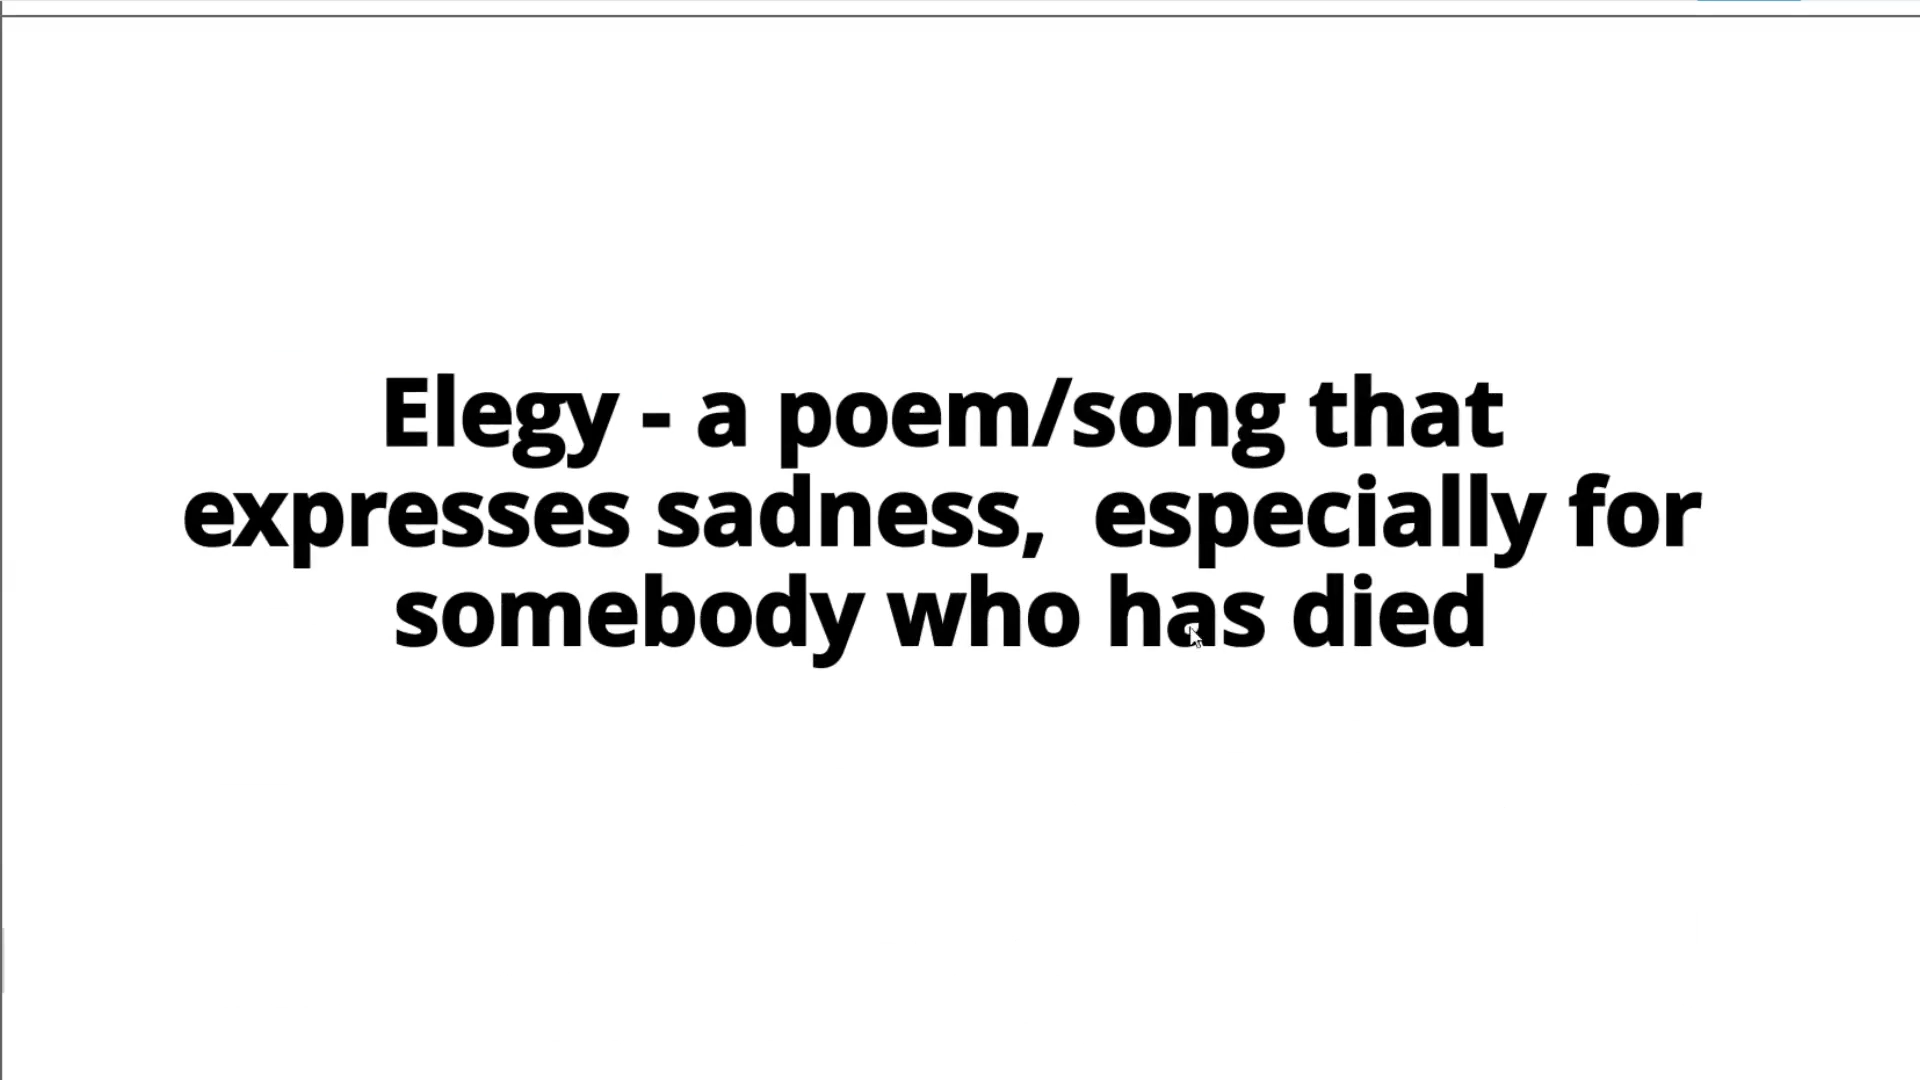 Elegy - a poem/song that
expresses sadness,  especially for
somebody who has died